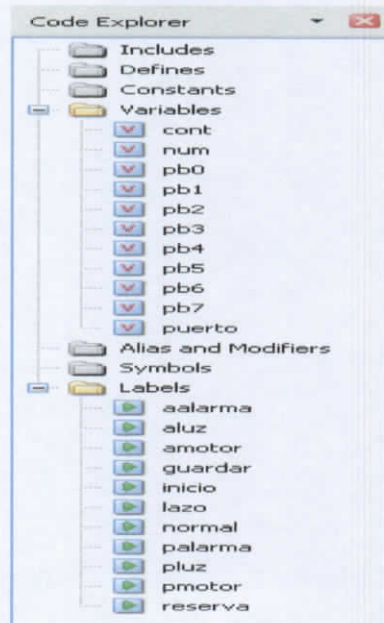 Code Explorer
Includes
Defines
Constants
Variables
cont
num
pb0
pb1
pb2
pb3
pb4
pb5
pb6
pb7
puerto
Alias and Modifiers
Symbols
Labels
aalarma
aluz
amotor
guardar
inicio
lazo
normal
palarma
pluz
pmotor
reserva